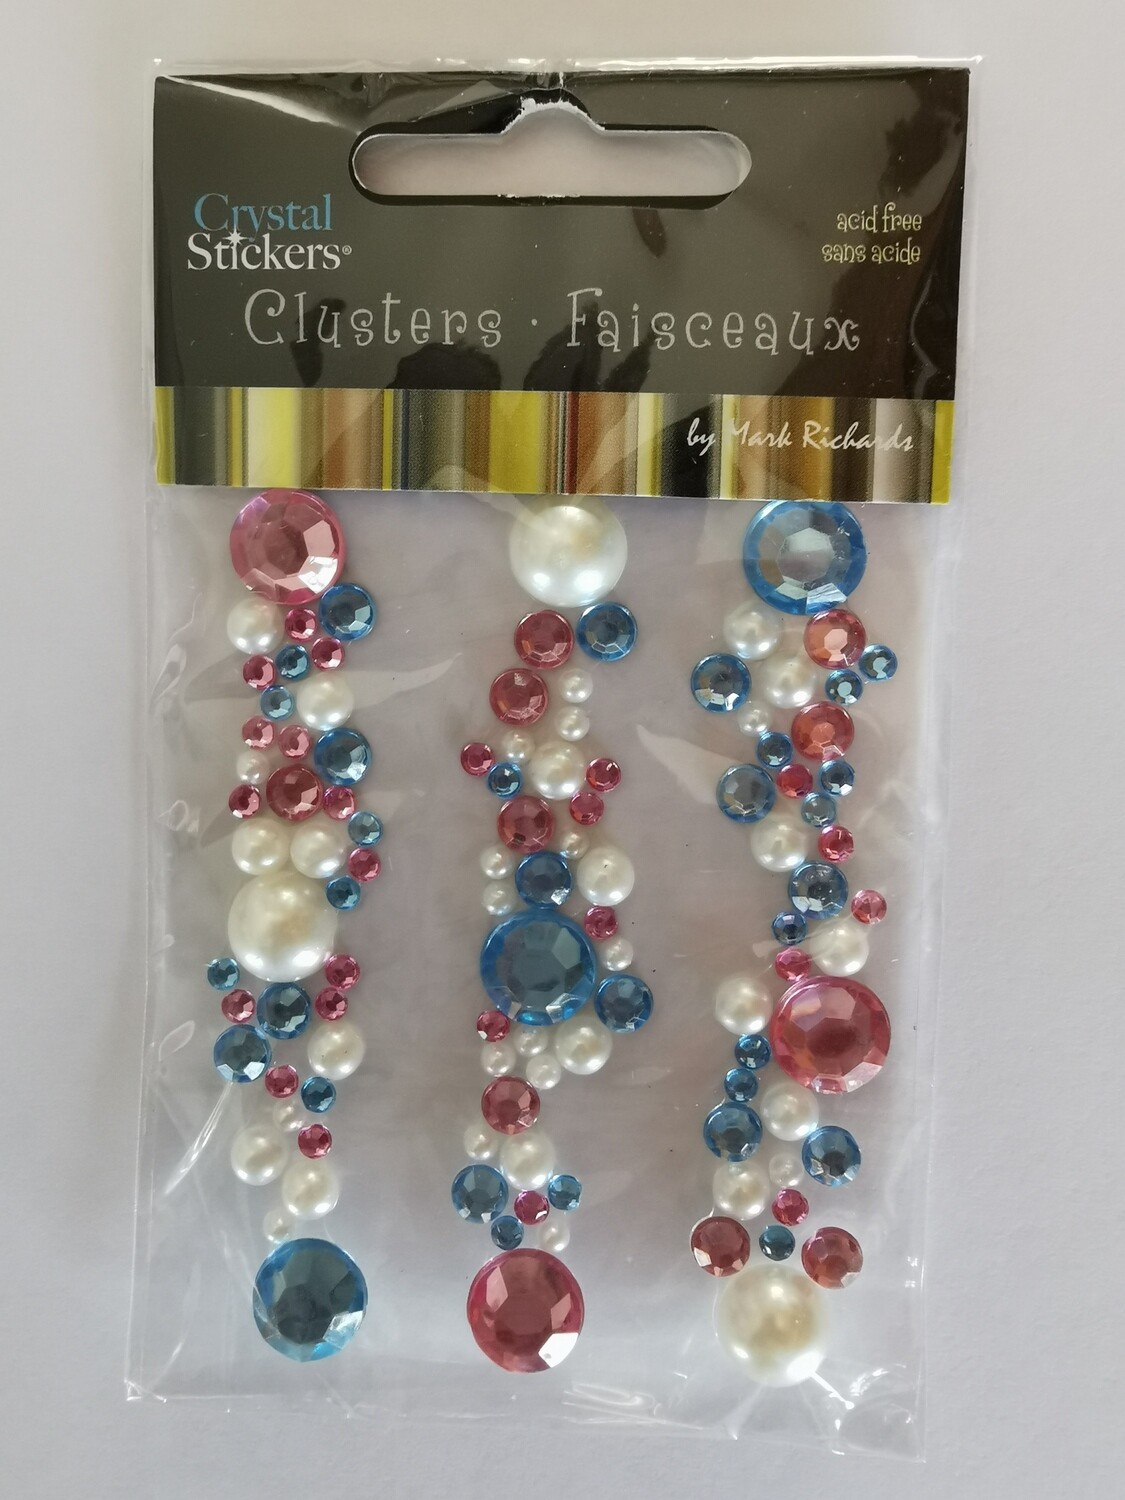 Crystal
Stickers®
acid free
sans acide
Clusters · Faisceaux
by Mark Richards